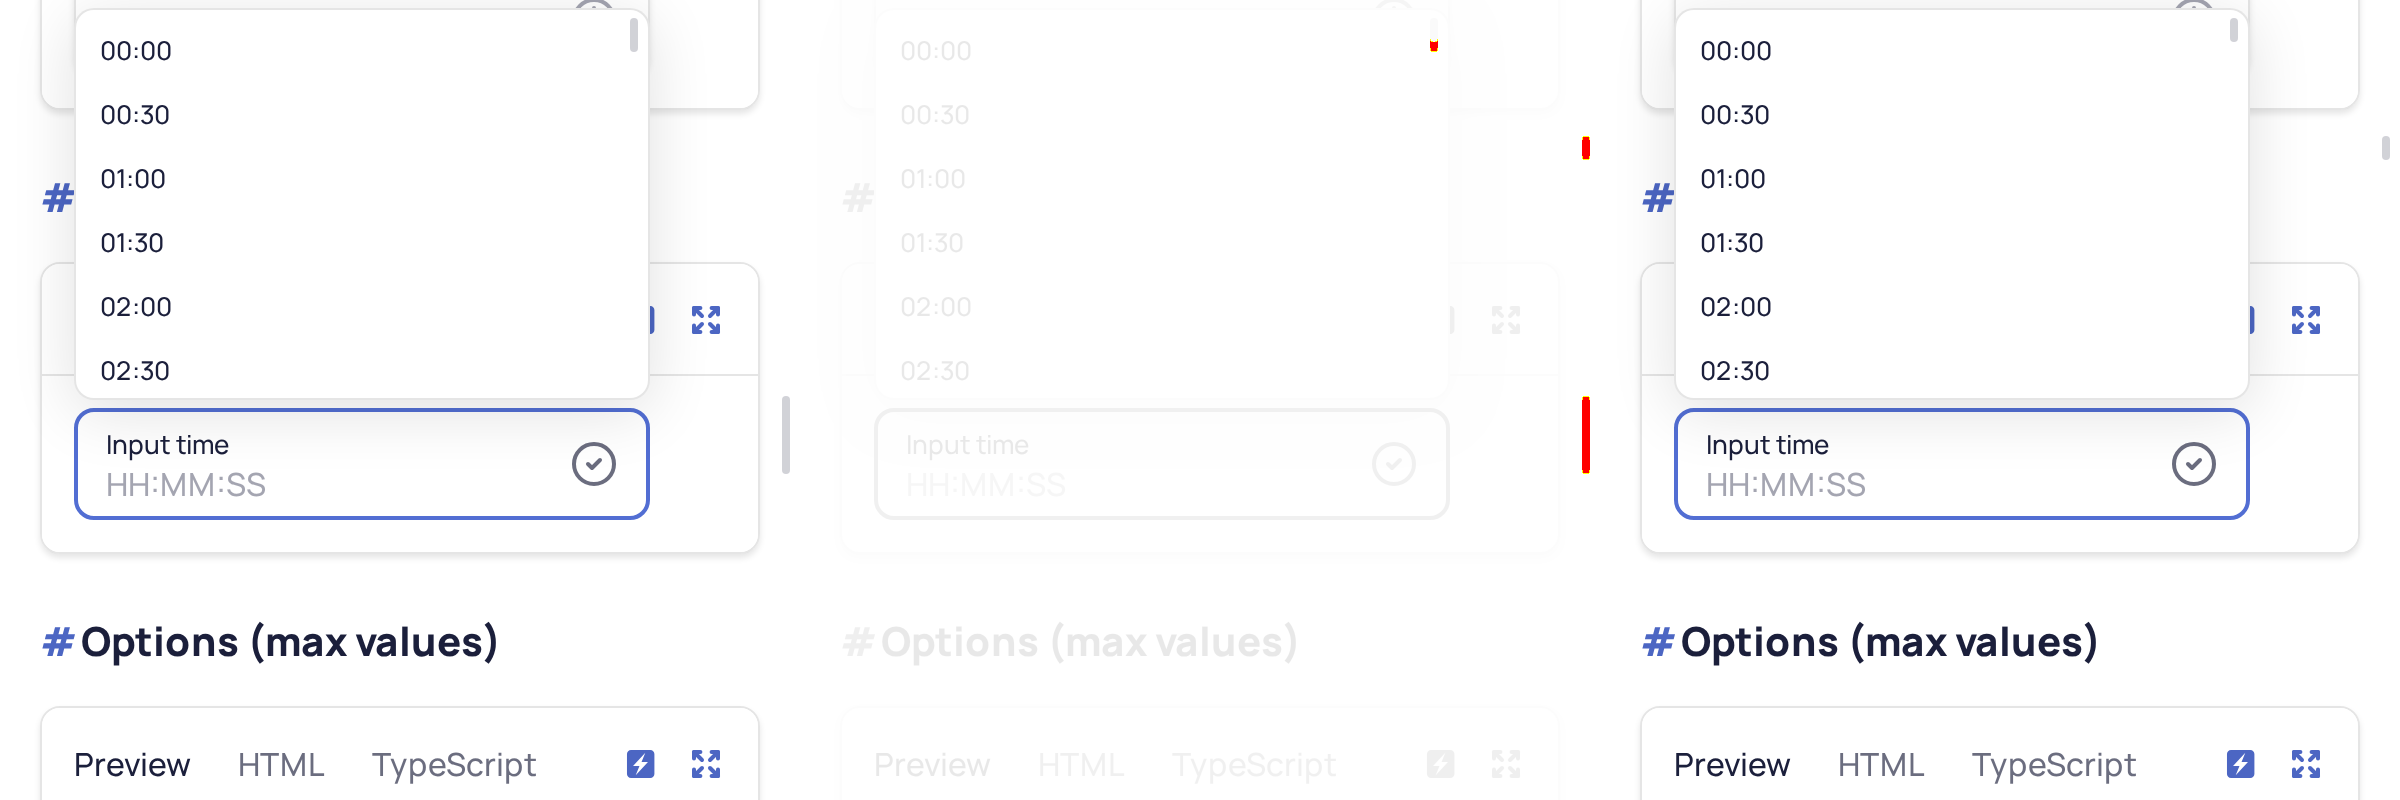 00:00
00:30
01:00
01:30
#
02:00
02:30
Input time
HH:MM:SS
# Options (max values)
Preview HTML TypeScript
00:00
00:30
01:00
01:30
#
02:00
02:30
Input time
HH:MM:SS
# Options (max values)
Preview HTML TypeScript
00:00
00:30
01:00
01:30
#
02:00
02:30
Input time
HH:MM:SS
# Options (max values)
Preview HTML TypeScript